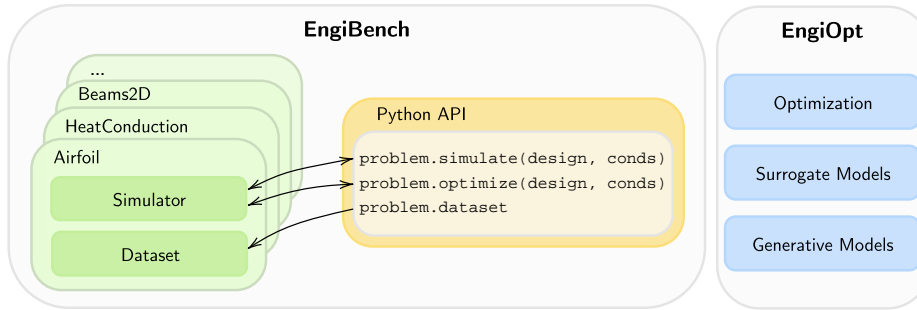 EngiBench
...
Beams2D
HeatConduction
Airfoil
Simulator
Dataset
Python API
problem.simulate(design, conds)
problem.optimize(design, conds)
problem.dataset
EngiOpt
Optimization
Surrogate Models
Generative Models